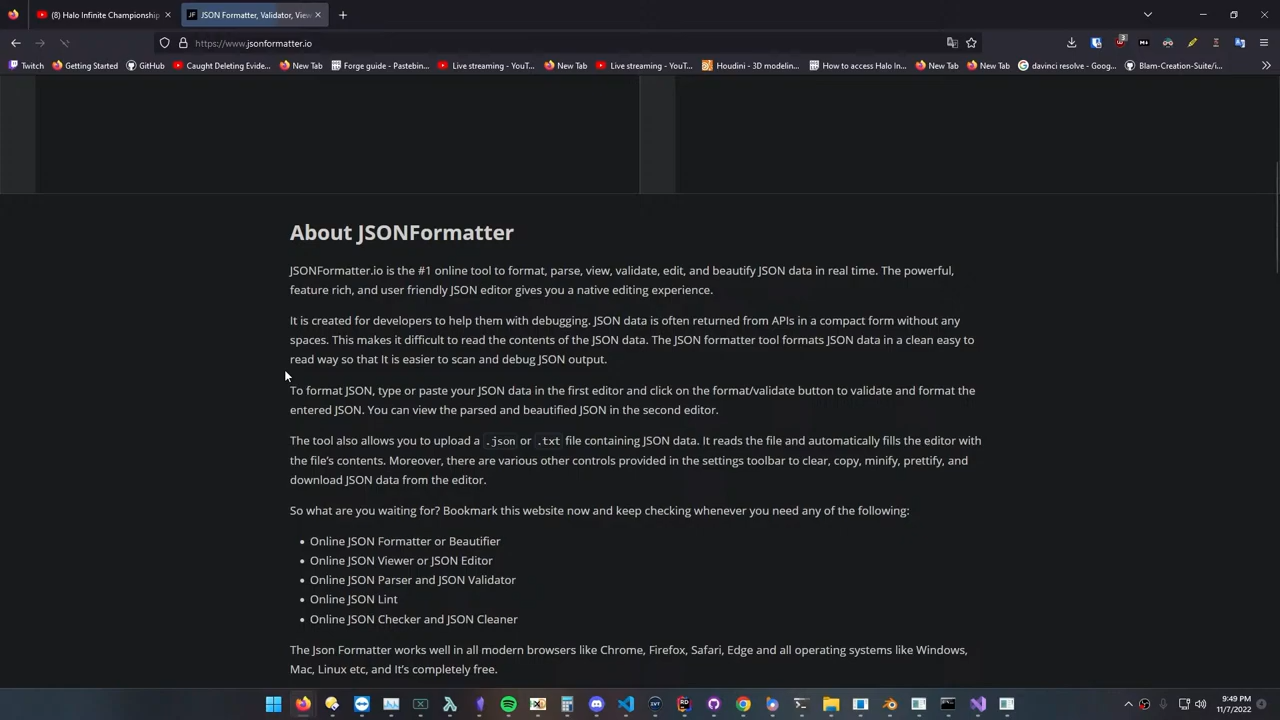 (8) Halo Infinite Championship
JSON Formatter, Validator, View
https://www.jsonformatter.io
Twitch
Getting Started
GitHub
Caught Deleting Evide...
New Tab
Forge guide - Pastebin...
Live streaming - YouT...
New Tab
Live streaming - YouT...
Houdini - 3D modelin...
How to access Halo In...
New Tab
New Tab
davinci resolve - Goog...
Blam-Creation-Suite/i...
About JSONFormatter
JSONFormatter.io is the #1 online tool to format, parse, view, validate, edit, and beautify JSON data in real time. The powerful,
feature rich, and user friendly JSON editor gives you a native editing experience.
It is created for developers to help them with debugging. JSON data is often returned from APIs in a compact form without any
spaces. This makes it difficult to read the contents of the JSON data. The JSON formatter tool formats JSON data in a clean easy to
read way so that It is easier to scan and debug JSON output.
To format JSON, type or paste your JSON data in the first editor and click on the format/validate button to validate and format the
entered JSON. You can view the parsed and beautified JSON in the second editor.
The tool also allows you to upload a .json or .txt file containing JSON data. It reads the file and automatically fills the editor with
the file's contents. Moreover, there are various other controls provided in the settings toolbar to clear, copy, minify, prettify, and
download JSON data from the editor.
So what are you waiting for? Bookmark this website now and keep checking whenever you need any of the following:
• Online JSON Formatter or Beautifier
• Online JSON Viewer or JSON Editor
• Online JSON Parser and JSON Validator
• Online JSON Lint
• Online JSON Checker and JSON Cleaner
The Json Formatter works well in all modern browsers like Chrome, Firefox, Safari, Edge and all operating systems like Windows,
Mac, Linux etc, and It's completely free.
9:49 PM
11/7/2022